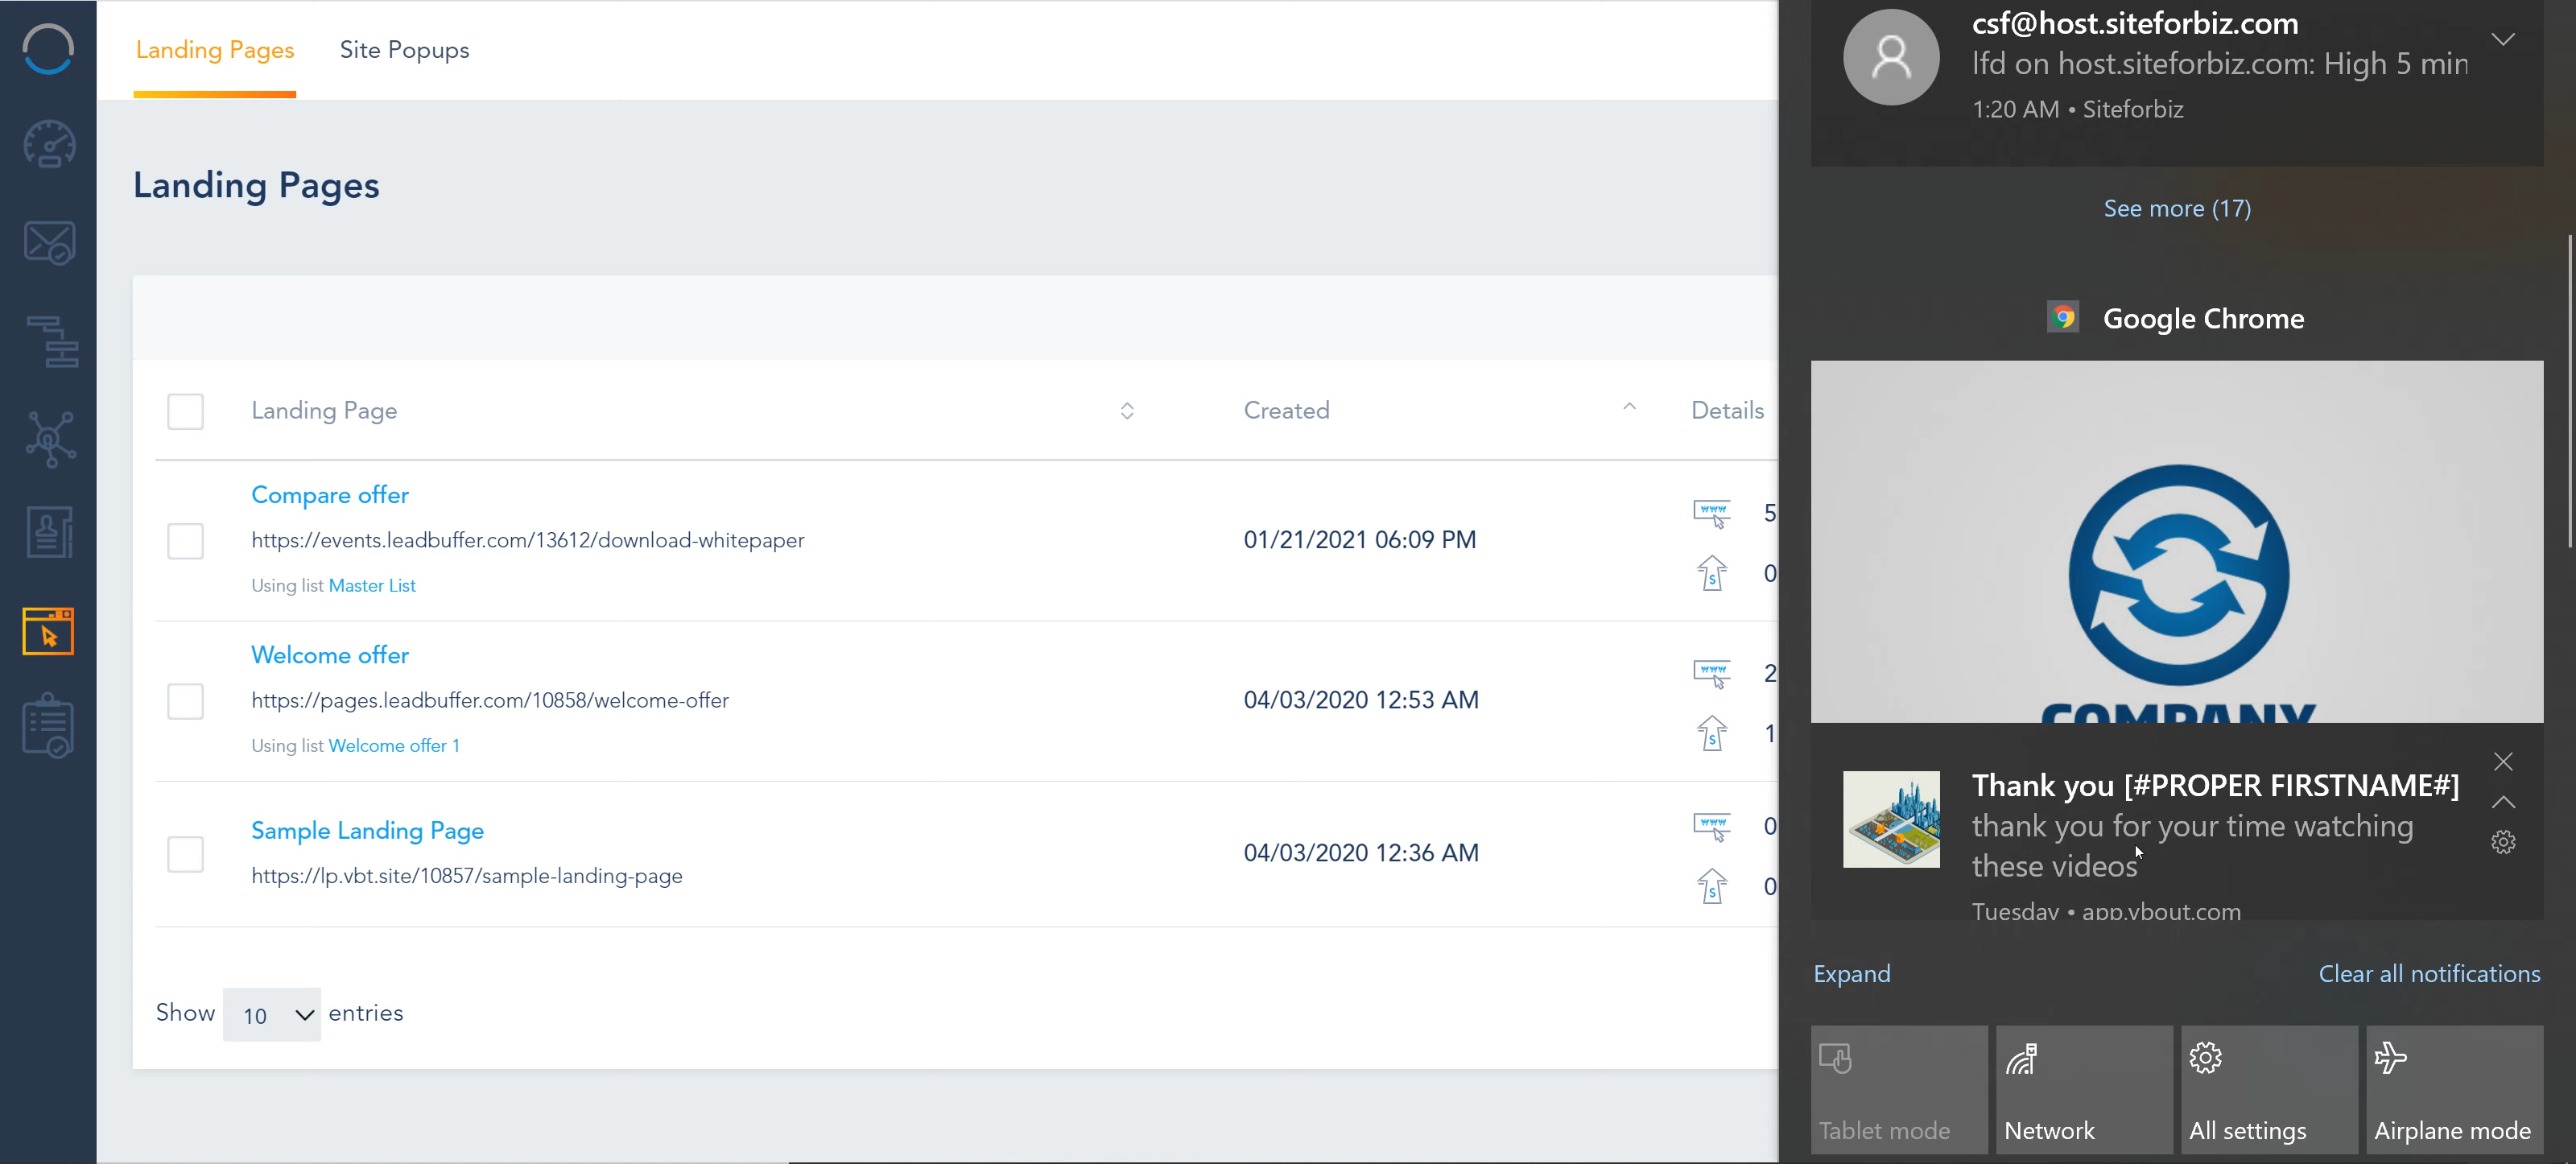 Landing Pages
Site Popups
Landing Pages
Landing Page
Created
Details
Compare offer
https://events.leadbuffer.com/13612/download-whitepaper
Using list Master List
01/21/2021 06:09 PM
www
5
S
0
Welcome offer
https://pages.leadbuffer.com/10858/welcome-offer
Using list Welcome offer 1
04/03/2020 12:53 AM
www
2
S
1
Sample Landing Page
https://lp.vbt.site/10857/sample-landing-page
04/03/2020 12:36 AM
www
0
S
0
Show 10 entries
csf@host.siteforbiz.com
lfd on host.siteforbiz.com: High 5 min
1:20 AM • Siteforbiz
See more (17)
Google Chrome
COMPANY
Thank you [#PROPER FIRSTNAME#]
thank you for your time watching
these videos
Tuesday • app.vbout.com
Expand
Clear all notifications
Tablet mode
Network
All settings
Airplane mode